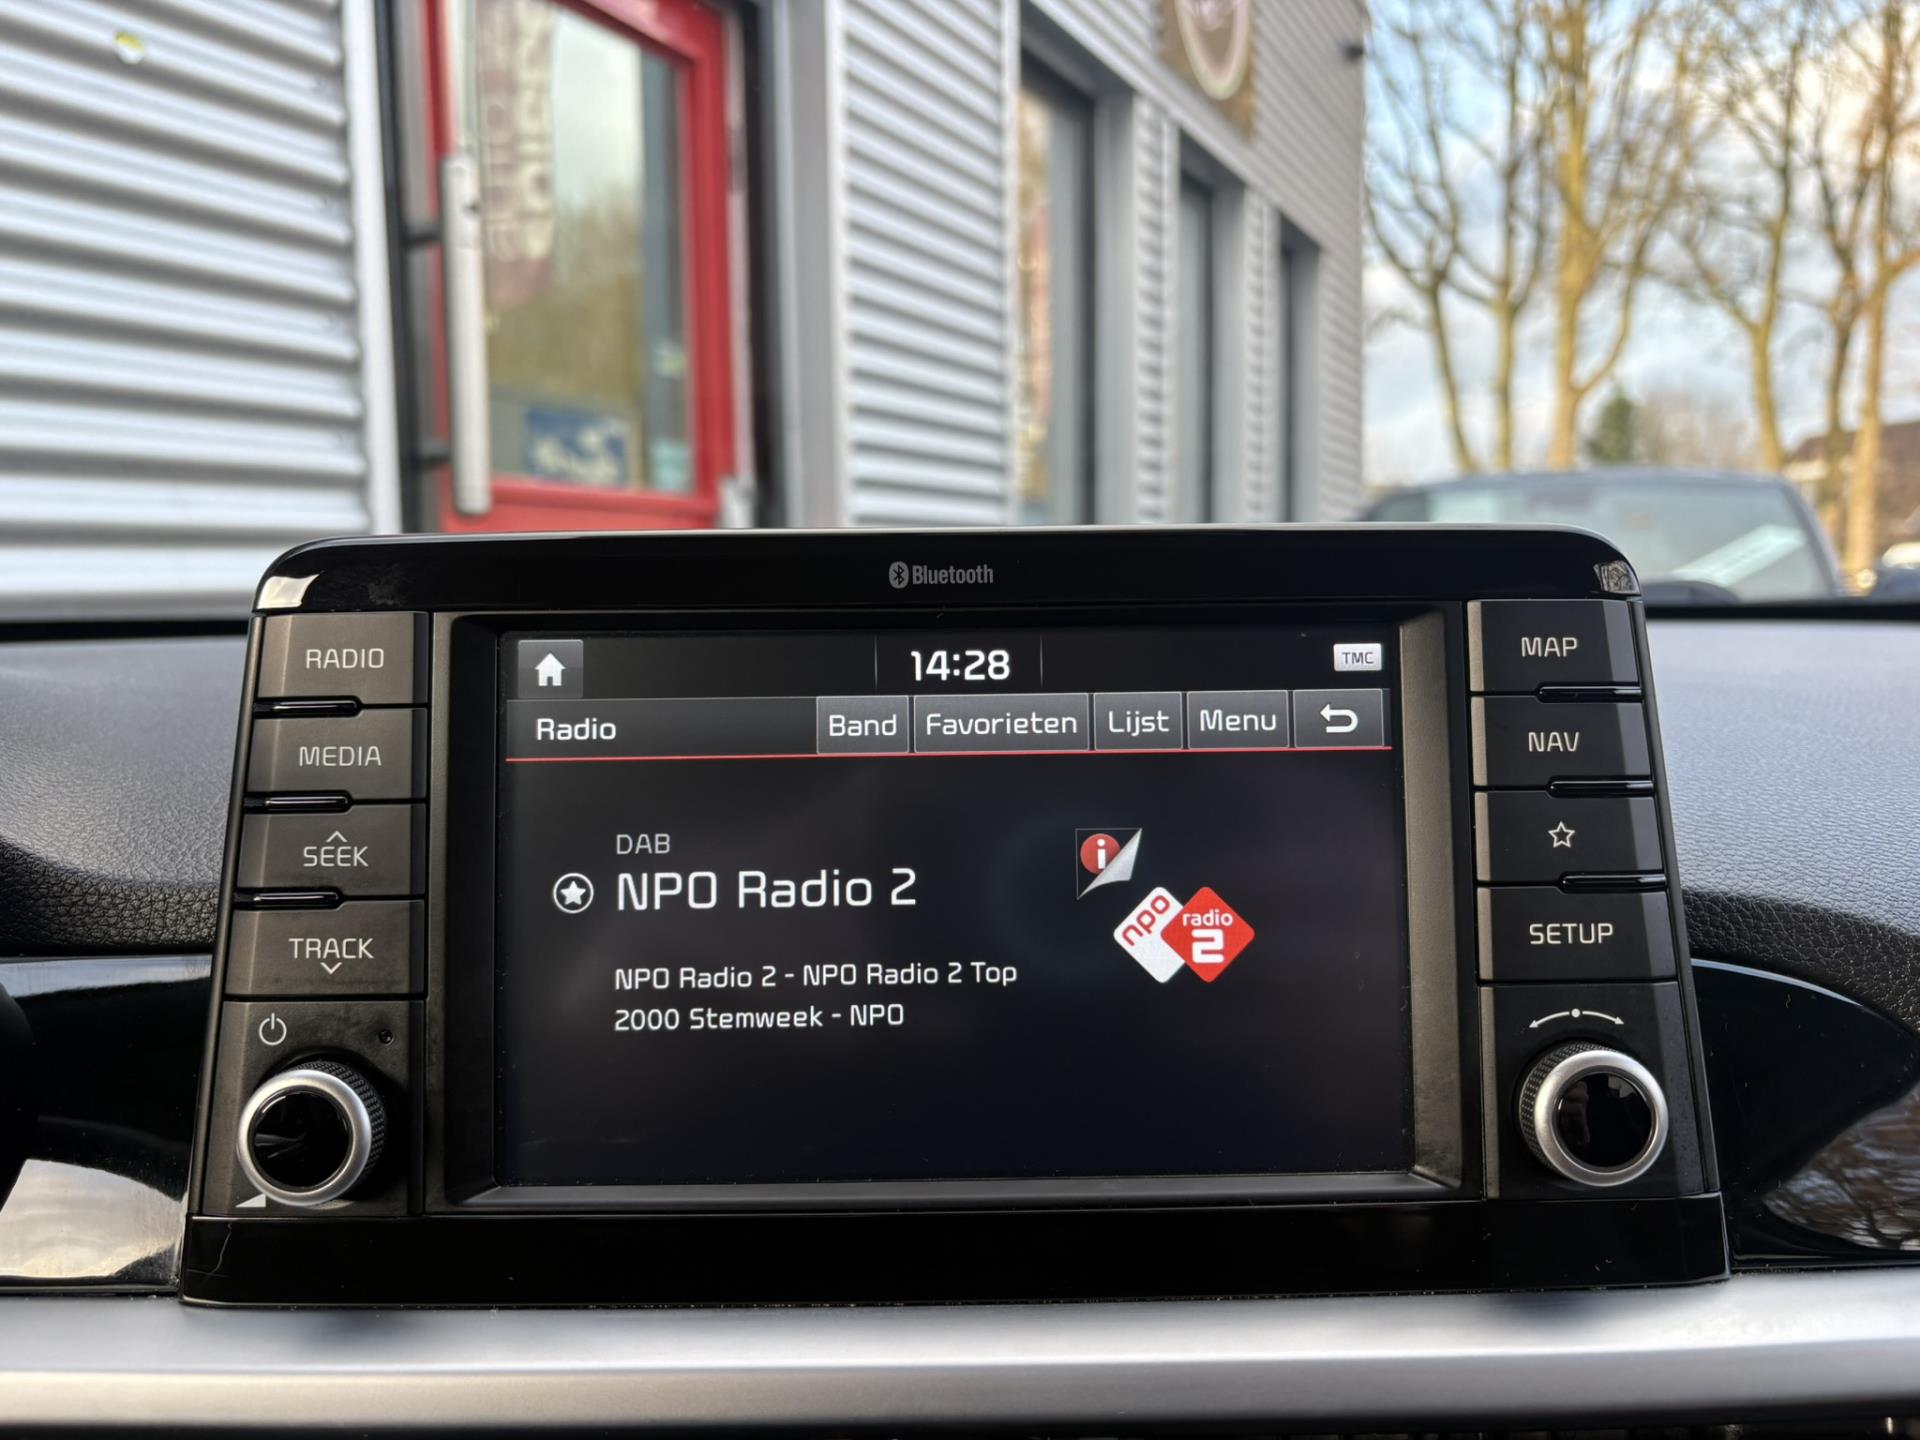 Bluetooth
RADIO
MEDIA
SEEK
TRACK
14:28
TMC
Radio
Band
Favorieten
Lijst
Menu
DAB
NPO Radio 2
i
npo
radio
2
NPO Radio 2 - NPO Radio 2 Top
2000 Stemweek - NPO
MAP
NAV
SETUP